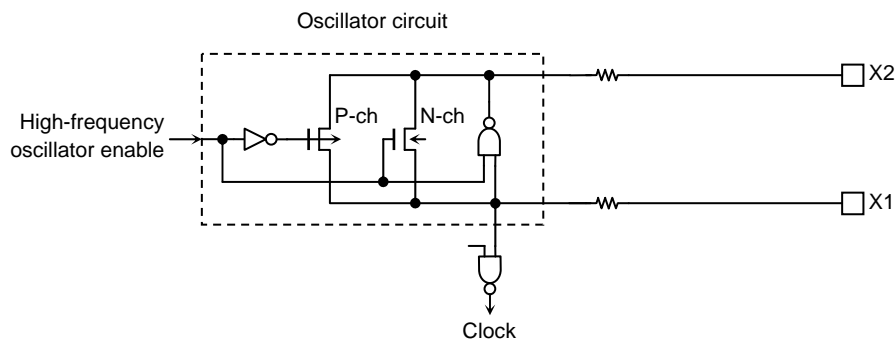 Oscillator circuit
X2
P-ch
N-ch
High-frequency
oscillator enable
X1
Clock